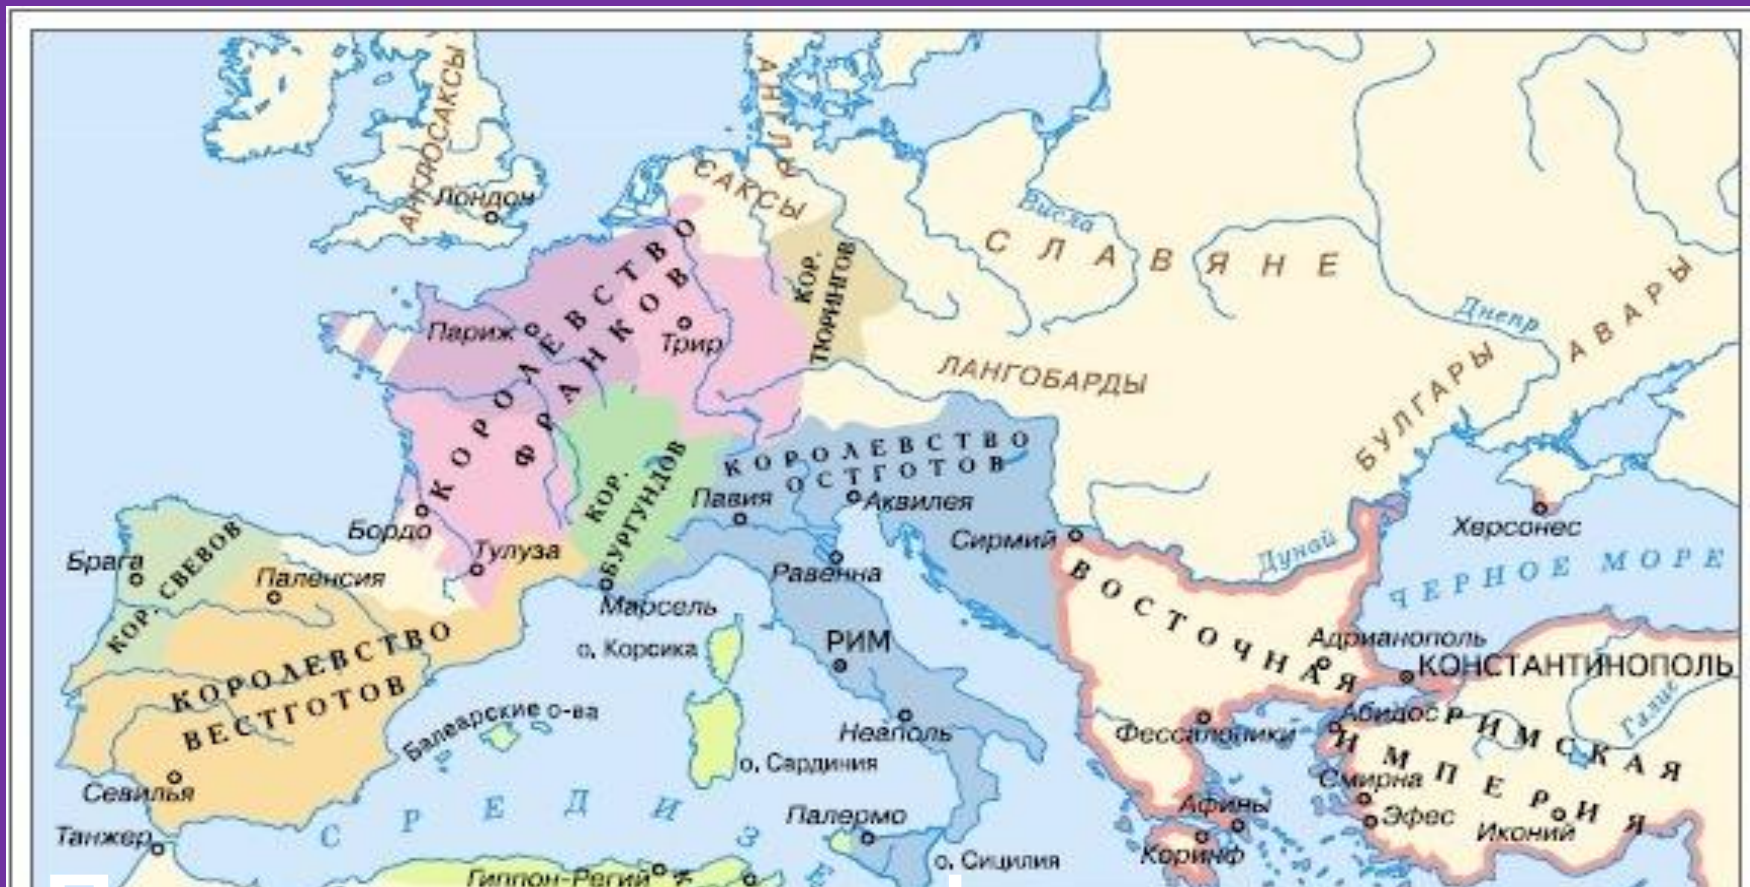 АНГЛОСАКСЫ
АНГЛЫ
САКСЫ
Лондон
Висла
СЛАВЯНЕ
КОРОЛЕВСТВО
ФРАНКОВ
КОР.
ТЮРИНГОВ
Париж
Трир
Днепр
АВАРЫ
ЛАНГОБАРДЫ
БУЛГАРЫ
КОРОЛЕВСТВО
ОСТГОТОВ
КОР.
БУРГУНДОВ
Павия
Аквилея
Бордо
Тулуза
Сирмий
Дунай
Херсонес
ЧЕРНОЕ МОРЕ
Брага
КОР. СВЕВОВ
Паленсия
Равенна
Марсель
КОРОЛЕВСТВО
ВЕСТГОТОВ
о. Корсика
РИМ
ВОСТОЧНАЯ
Адрианополь
КОНСТАНТИНОПОЛЬ
Галис
Балеарские о-ва
Неаполь
Фессалоники
Абидос
РИМСКАЯ
ИМПЕРИЯ
о. Сардиния
Севилья
Смирна
СРЕДИЗЕ
Палермо
Афины
Эфес
Иконий
Танжер
Коринф
о. Сицилия
Гиппон-Регий